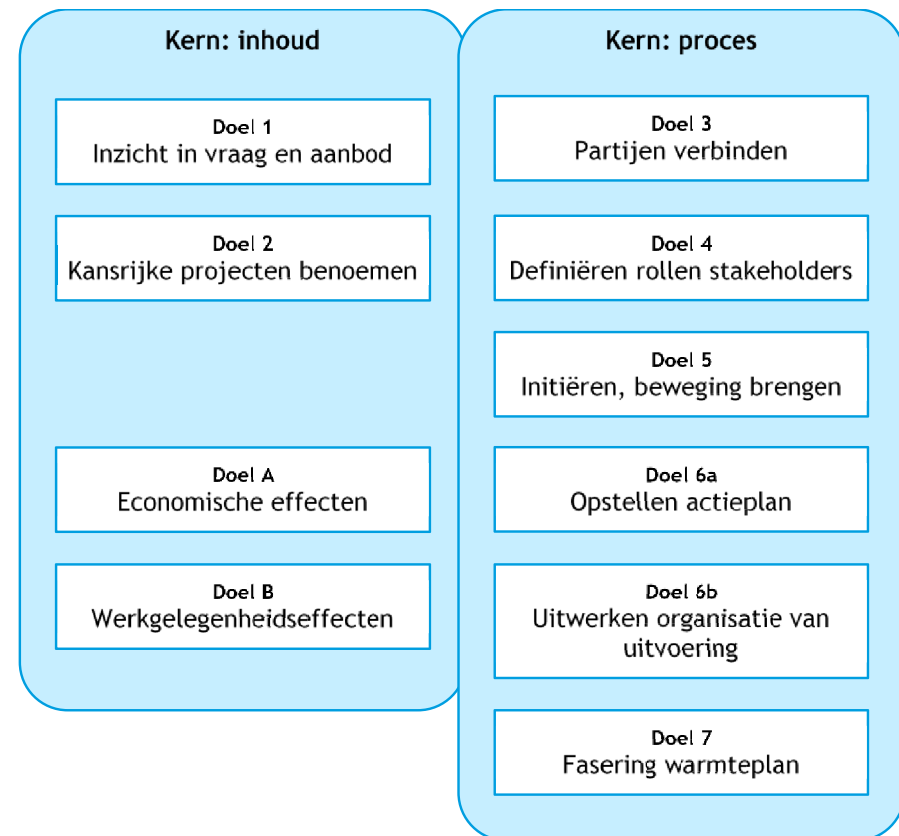 Kern: inhoud
Doel 1
Inzicht in vraag en aanbod
Doel 2
Kansrijke projecten benoemen
Doel A
Economische effecten
Doel B
Werkgelegenheidseffecten
Kern: proces
Doel 3
Partijen verbinden
Doel 4
Definiëren rollen stakeholders
Doel 5
Initiëren, beweging brengen
Doel 6a
Opstellen actieplan
Doel 6b
Uitwerken organisatie van
uitvoering
Doel 7
Fasering warmteplan